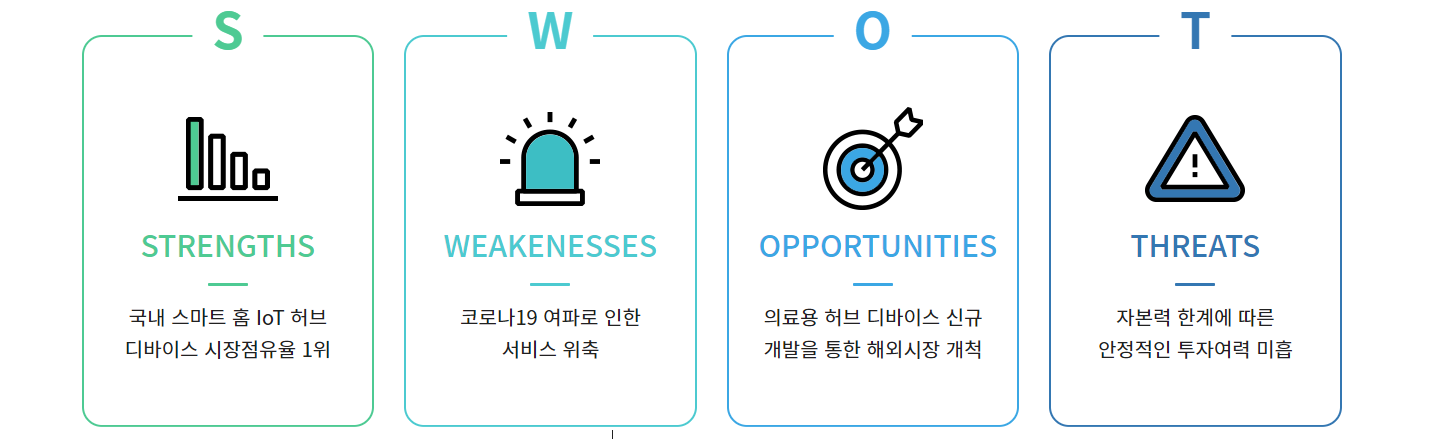 S
W
O
T
STRENGTHS
국내 스마트 홈 IoT 허브
디바이스 시장점유율 1위
WEAKENESSES
코로나19 여파로 인한
서비스 위축
OPPORTUNITIES
의료용 허브 디바이스 신규
개발을 통한 해외시장 개척
THREATS
자본력 한계에 따른
안정적인 투자여력 미흡